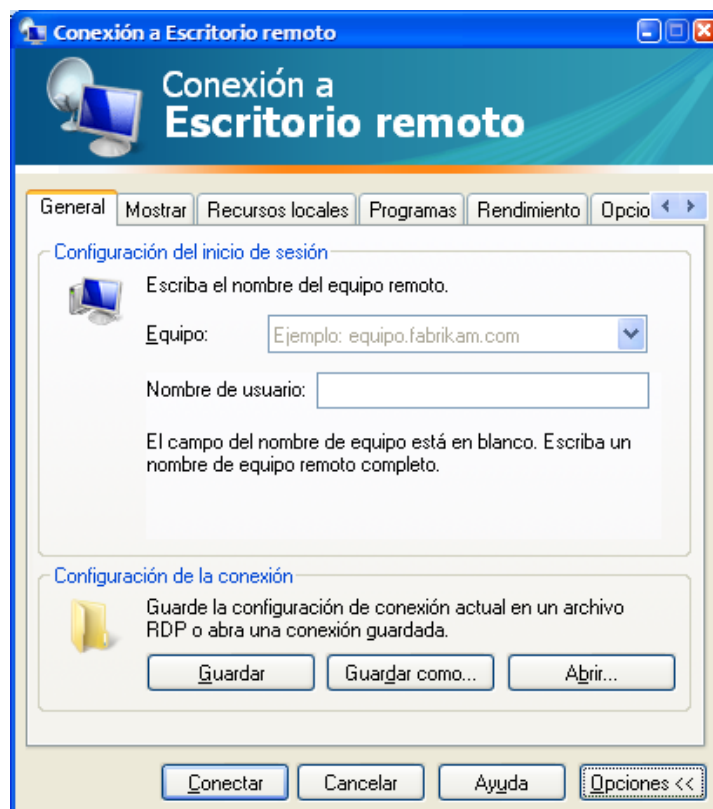 Conexión a Escritorio remoto
Conexión a
Escritorio remoto
General Mostrar Recursos locales Programas Rendimiento Opcio
Configuración del inicio de sesión
Escriba el nombre del equipo remoto.
Equipo: Ejemplo: equipo.fabrikam.com
Nombre de usuario:
El campo del nombre de equipo está en blanco. Escriba un
nombre de equipo remoto completo.
Configuración de la conexión
Guarde la configuración de conexión actual en un archivo
RDP o abra una conexión guardada.
Guardar Guardar como... Abrir...
Conectar Cancelar Ayuda Opciones <<